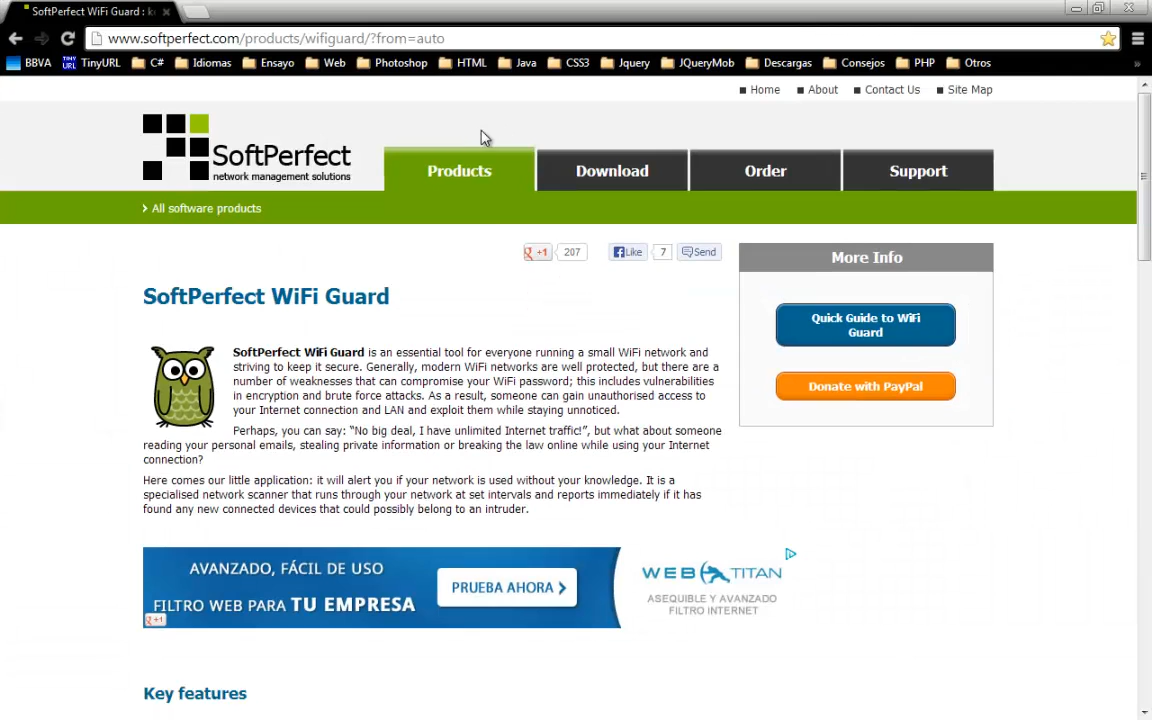 SoftPerfect WiFi Guard : k
www.softperfect.com/products/wifiguard/?from=auto
BBVA TinyURL C# Idiomas Ensayo Web Photoshop HTML Java CSS3 Jquery JQueryMob Descargas Consejos PHP Otros »
Home About Contact Us Site Map
SoftPerfect
network management solutions
Products Download Order Support
All software products
+1 207 Like 7 Send
More Info
SoftPerfect WiFi Guard
Quick Guide to WiFi
Guard
Donate with PayPal
SoftPerfect WiFi Guard is an essential tool for everyone running a small WiFi network and
striving to keep it secure. Generally, modern WiFi networks are well protected, but there are a
number of weaknesses that can compromise your WiFi password; this includes vulnerabilities
in encryption and brute force attacks. As a result, someone can gain unauthorised access to
your Internet connection and LAN and exploit them while staying unnoticed.
Perhaps, you can say: “No big deal, I have unlimited Internet traffic!”, but what about someone
reading your personal emails, stealing private information or breaking the law online while using your Internet
connection?
Here comes our little application: it will alert you if your network is used without your knowledge. It is a
specialised network scanner that runs through your network at set intervals and reports immediately if it has
found any new connected devices that could possibly belong to an intruder.
AVANZADO, FÁCIL DE USO
FILTRO WEB PARA TU EMPRESA
+1
PRUEBA AHORA
WEB TITAN
ASEQUIBLE Y AVANZADO
FILTRO INTERNET
Key features